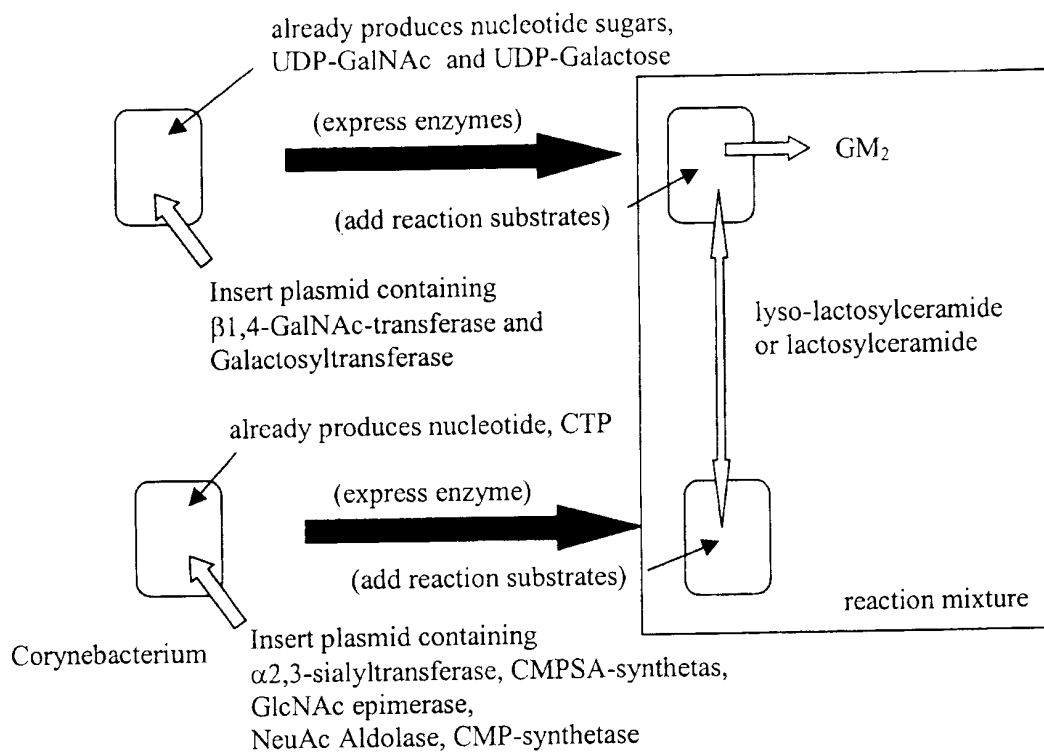 already produces nucleotide sugars,
UDP-GalNAc and UDP-Galactose
(express enzymes)
GM₂
(add reaction substrates)
Insert plasmid containing
β1,4-GalNAc-transferase and
Galactosyltransferase
lyso-lactosylceramide
or lactosylceramide
already produces nucleotide, CTP
(express enzyme)
(add reaction substrates)
reaction mixture
Corynebacterium
Insert plasmid containing
α2,3-sialyltransferase, CMPSA-synthetas,
GlcNAc epimerase,
NeuAc Aldolase, CMP-synthetase